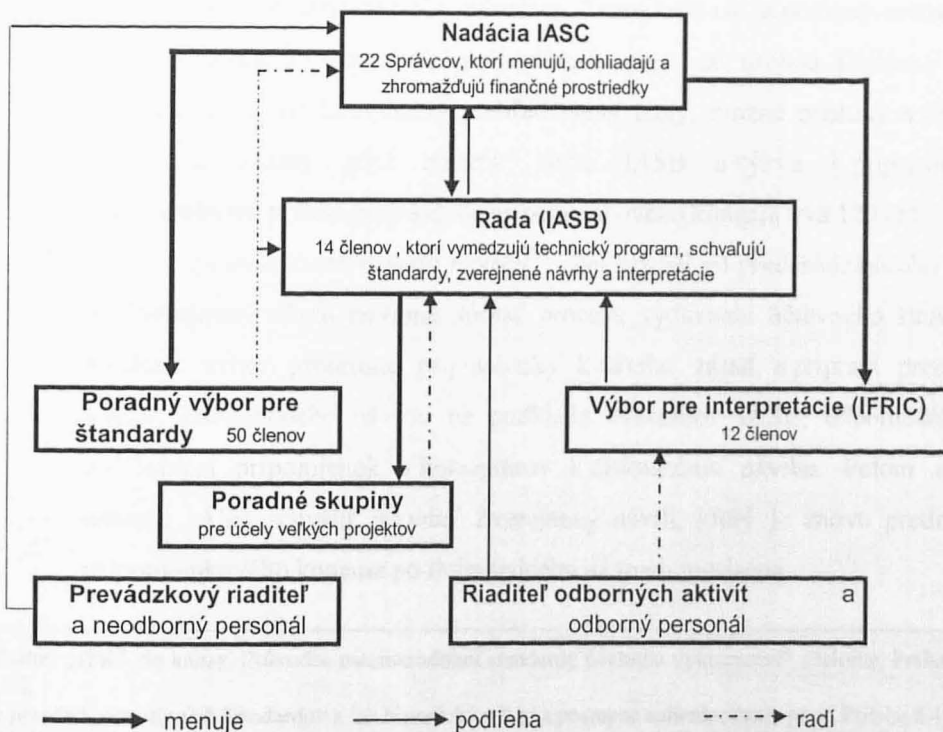 Nadácia IASC
22 Správcov, ktorí menujú, dohliadajú a
zhromažďujú finančné prostriedky
Rada (IASB)
14 členov , ktorí vymedzujú technický program, schvaľujú
štandardy, zverejnené návrhy a interpretácie
Poradný výbor pre
štandardy 50 členov
Výbor pre interpretácie (IFRIC)
12 členov
Poradné skupiny
pre účely veľkých projektov
Prevádzkový riaditeľ
a neodborný personál
Riaditeľ odborných aktivít a
odborný personál
menuje podlieha radí